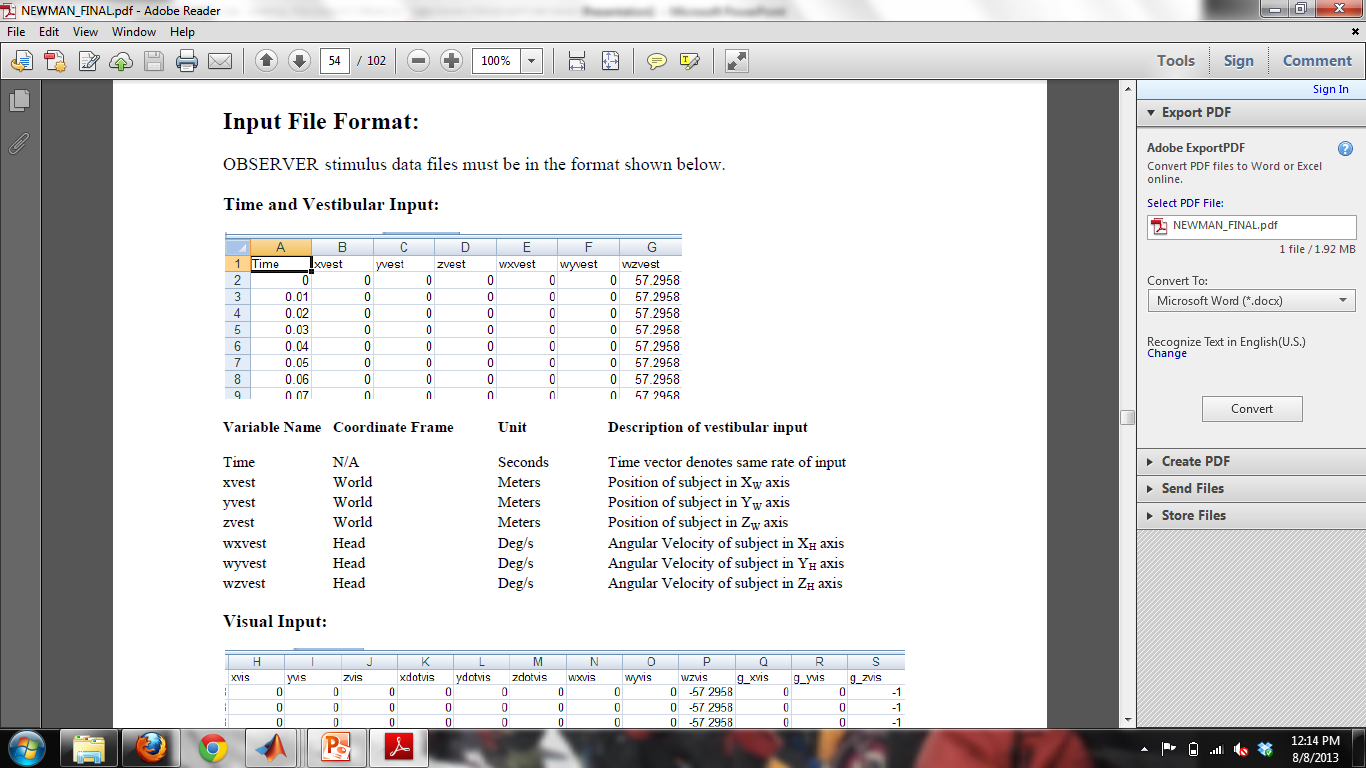 NEWMAN_FINAL.pdf - Adobe Reader
File Edit View Window Help
54 / 102 100% Tools Sign Comment
Sign In
Input File Format:
OBSERVER stimulus data files must be in the format shown below.
Time and Vestibular Input:
A B C D E F G
1 Time xvest yvest zvest wxvest wyvest wzvest
2 0 0 0 0 0 0 57.2958
3 0.01 0 0 0 0 0 57.2958
4 0.02 0 0 0 0 0 57.2958
5 0.03 0 0 0 0 0 57.2958
6 0.04 0 0 0 0 0 57.2958
7 0.05 0 0 0 0 0 57.2958
8 0.06 0 0 0 0 0 57.2958
9 0.07 0 0 0 0 0 57.2958
Variable Name Coordinate Frame Unit Description of vestibular input
Time N/A Seconds Time vector denotes same rate of input
xvest World Meters Position of subject in XW axis
yvest World Meters Position of subject in YW axis
zvest World Meters Position of subject in ZW axis
wxvest Head Deg/s Angular Velocity of subject in XH axis
wyvest Head Deg/s Angular Velocity of subject in YH axis
wzvest Head Deg/s Angular Velocity of subject in ZH axis
Visual Input:
H I J K L M N O P Q R S
xvis yvis zvis xdotvis ydotvis zdotvis wxvis wyvis wzvis g_xvis g_yvis g_zvis
0 0 0 0 0 0 0 0 -57.2958 0 0 -1
0 0 0 0 0 0 0 0 -57.2958 0 0 -1
0 0 0 0 0 0 0 0 -57.2958 0 0 -1
Export PDF
Adobe ExportPDF
Convert PDF files to Word or Excel
online.
Select PDF File:
NEWMAN_FINAL.pdf
1 file / 1.92 MB
Convert To:
Microsoft Word (*.docx)
Recognize Text in English(U.S.)
Change
Convert
Create PDF
Send Files
Store Files
12:14 PM
8/8/2013